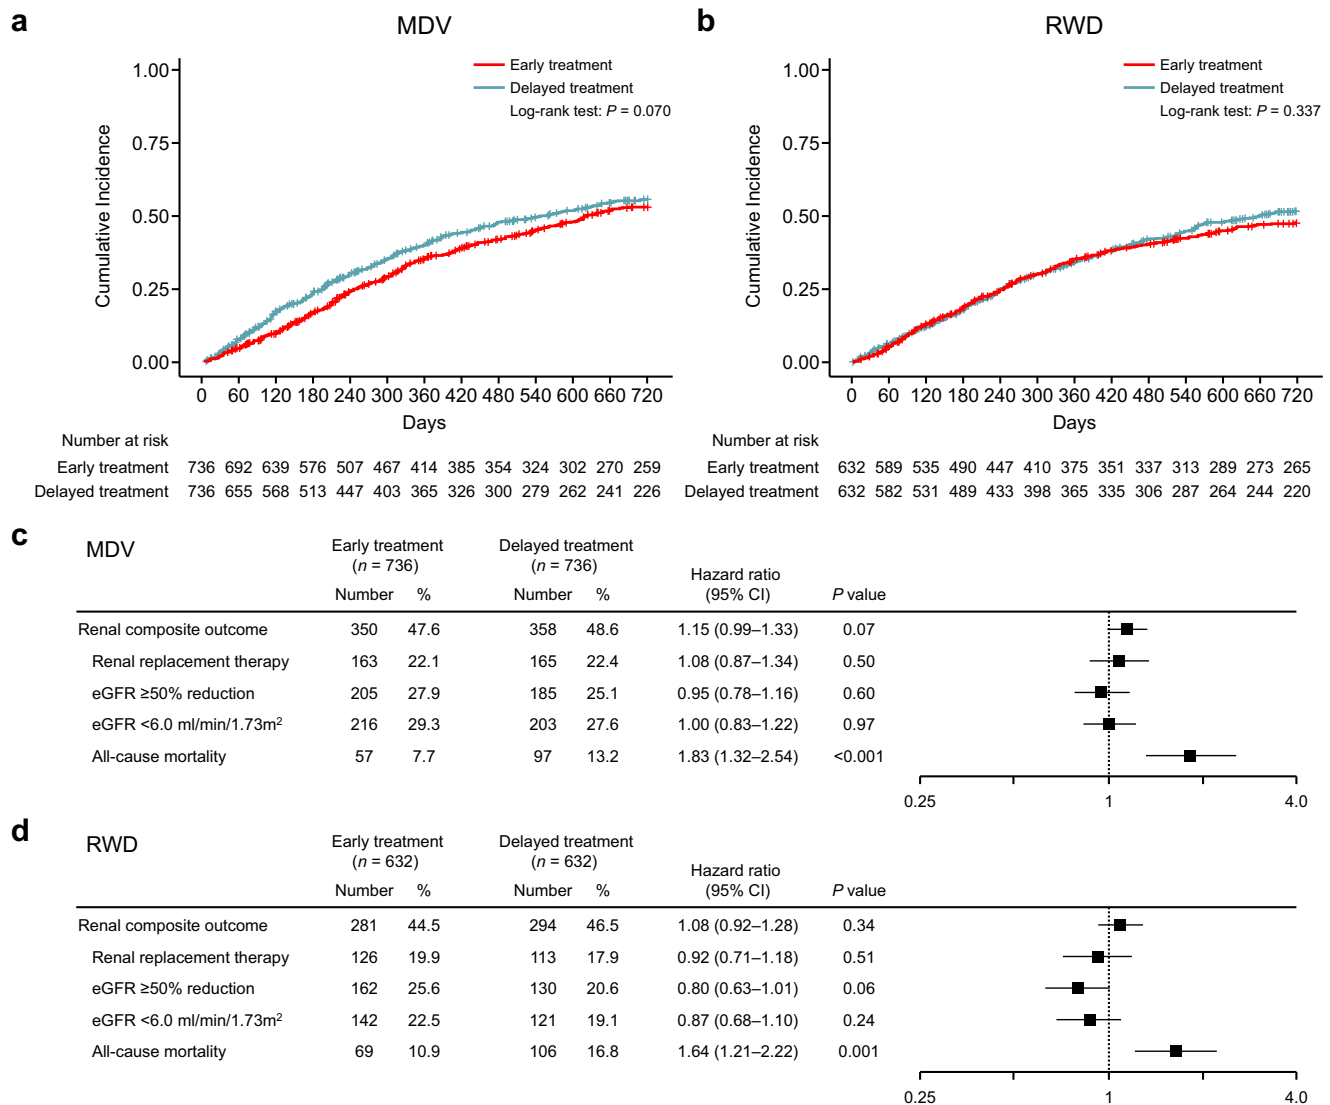 a
MDV
Early treatment
Delayed treatment
Log-rank test: P = 0.070
Cumulative Incidence
1.00
0.75
0.50
0.25
0.00
0 60 120 180 240 300 360 420 480 540 600 660 720
Days
Number at risk
Early treatment 736 692 639 576 507 467 414 385 354 324 302 270 259
Delayed treatment 736 655 568 513 447 403 365 326 300 279 262 241 226
b
RWD
Early treatment
Delayed treatment
Log-rank test: P = 0.337
Cumulative Incidence
1.00
0.75
0.50
0.25
0.00
0 60 120 180 240 300 360 420 480 540 600 660 720
Days
Number at risk
Early treatment 632 589 535 490 447 410 375 351 337 313 289 273 265
Delayed treatment 632 582 531 489 433 398 365 335 306 287 264 244 220
c
MDV
Early treatment Delayed treatment
(n = 736) (n = 736)
Hazard ratio
Number % Number % (95% CI) P value
Renal composite outcome 350 47.6 358 48.6 1.15 (0.99–1.33) 0.07
Renal replacement therapy 163 22.1 165 22.4 1.08 (0.87–1.34) 0.50
eGFR ≥50% reduction 205 27.9 185 25.1 0.95 (0.78–1.16) 0.60
eGFR <6.0 ml/min/1.73m² 216 29.3 203 27.6 1.00 (0.83–1.22) 0.97
All-cause mortality 57 7.7 97 13.2 1.83 (1.32–2.54) <0.001
0.25 1 4.0
d
RWD
Early treatment Delayed treatment
(n = 632) (n = 632)
Hazard ratio
Number % Number % (95% CI) P value
Renal composite outcome 281 44.5 294 46.5 1.08 (0.92–1.28) 0.34
Renal replacement therapy 126 19.9 113 17.9 0.92 (0.71–1.18) 0.51
eGFR ≥50% reduction 162 25.6 130 20.6 0.80 (0.63–1.01) 0.06
eGFR <6.0 ml/min/1.73m² 142 22.5 121 19.1 0.87 (0.68–1.10) 0.24
All-cause mortality 69 10.9 106 16.8 1.64 (1.21–2.22) 0.001
0.25 1 4.0